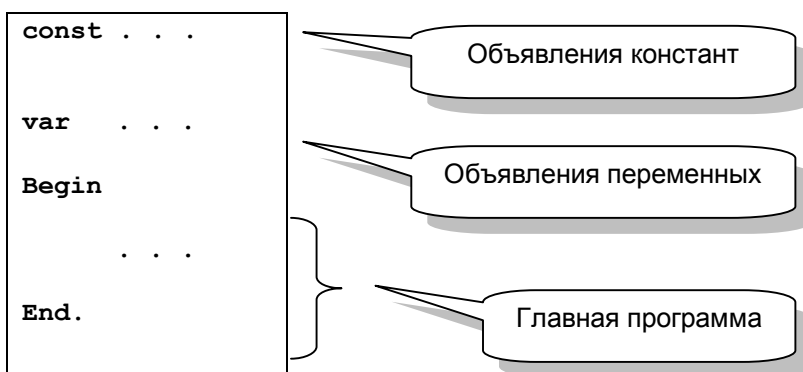 const . . .
Объявления констант
var . . .
Объявления переменных
Begin
. . .
End.
Главная программа